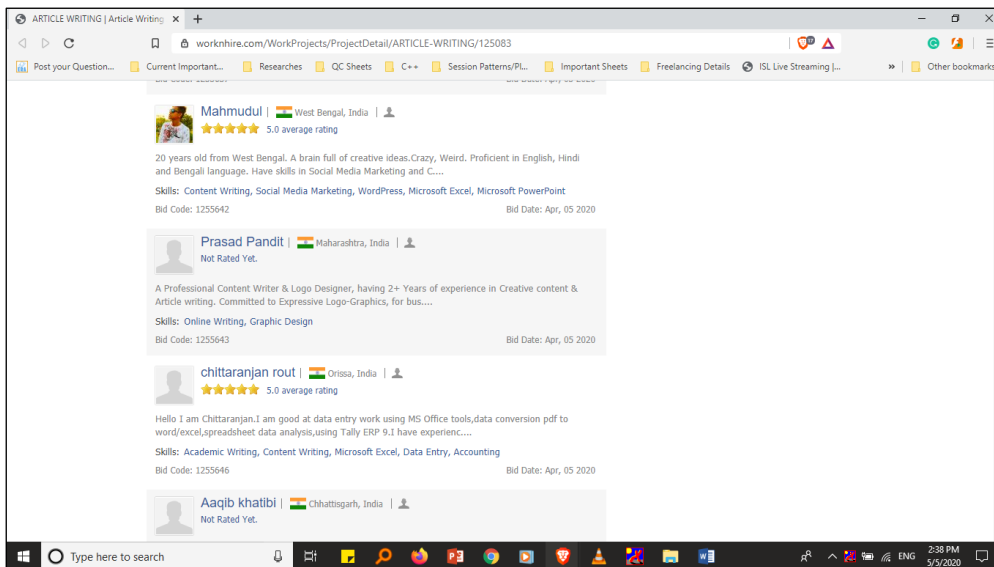 ARTICLE WRITING | Article Writing
worknhire.com/WorkProjects/ProjectDetail/ARTICLE-WRITING/125083
Post your Question... Current Important... Researches QC Sheets C++ Session Patterns/Pl... Important Sheets Freelancing Details ISL Live Streaming |... » Other bookmarks
Mahmudul | West Bengal, India |
5.0 average rating
20 years old from West Bengal. A brain full of creative ideas.Crazy, Weird. Proficient in English, Hindi
and Bengali language. Have skills in Social Media Marketing and C....
Skills: Content Writing, Social Media Marketing, WordPress, Microsoft Excel, Microsoft PowerPoint
Bid Code: 1255642 Bid Date: Apr, 05 2020
Prasad Pandit | Maharashtra, India |
Not Rated Yet.
A Professional Content Writer & Logo Designer, having 2+ Years of experience in Creative content &
Article writing. Committed to Expressive Logo-Graphics, for bus....
Skills: Online Writing, Graphic Design
Bid Code: 1255643 Bid Date: Apr, 05 2020
chittaranjan rout | Orissa, India |
5.0 average rating
Hello I am Chittaranjan.I am good at data entry work using MS Office tools,data conversion pdf to
word/excel,spreadsheet data analysis,using Tally ERP 9.I have experienc....
Skills: Academic Writing, Content Writing, Microsoft Excel, Data Entry, Accounting
Bid Code: 1255646 Bid Date: Apr, 05 2020
Aaqib khatibi | Chhattisgarh, India |
Not Rated Yet.
Type here to search ENG 2:38 PM
5/5/2020